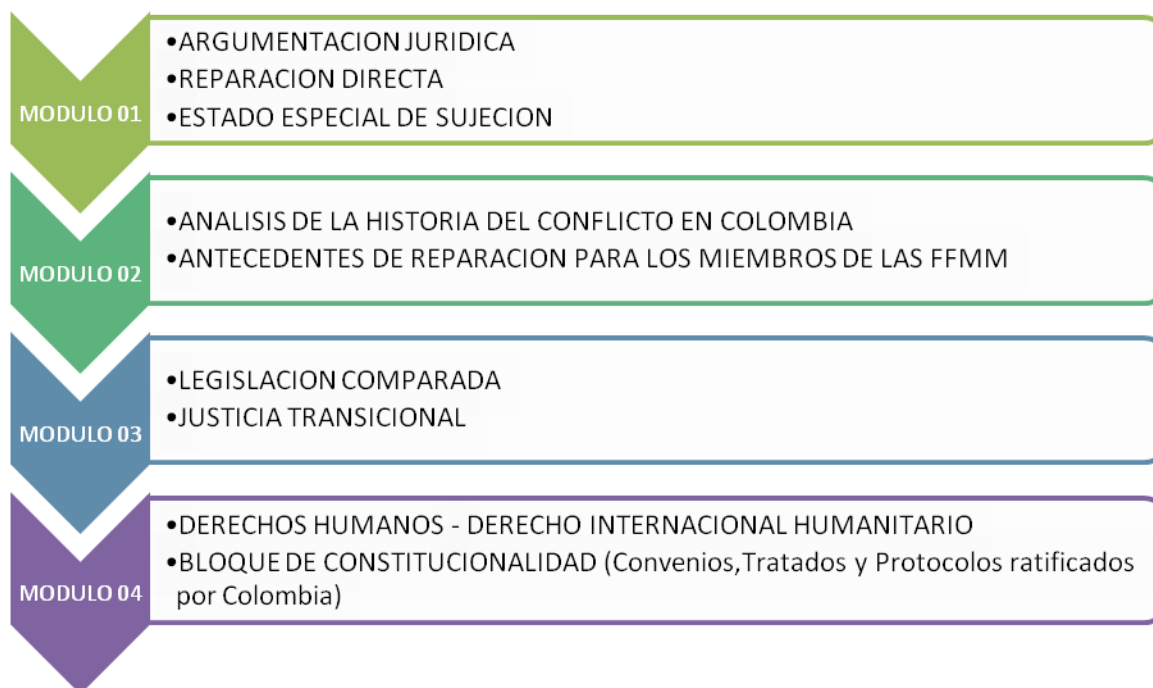 MODULO 01
•ARGUMENTACION JURIDICA
•REPARACION DIRECTA
•ESTADO ESPECIAL DE SUJECION
MODULO 02
•ANALISIS DE LA HISTORIA DEL CONFLICTO EN COLOMBIA
•ANTECEDENTES DE REPARACION PARA LOS MIEMBROS DE LAS FFMM
MODULO 03
•LEGISLACION COMPARADA
•JUSTICIA TRANSICIONAL
MODULO 04
•DERECHOS HUMANOS - DERECHO INTERNACIONAL HUMANITARIO
•BLOQUE DE CONSTITUCIONALIDAD (Convenios,Tratados y Protocolos ratificados
por Colombia)